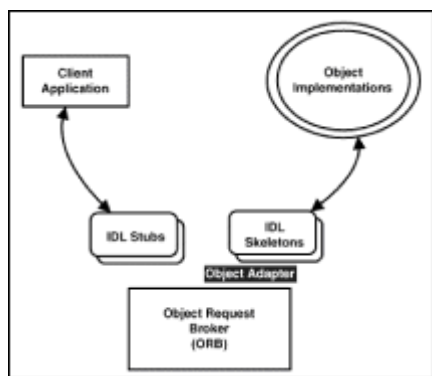 Client
Application
Object
Implementations
IDL Stubs
IDL
Skeletons
Object Adapter
Object Request
Broker
(ORB)